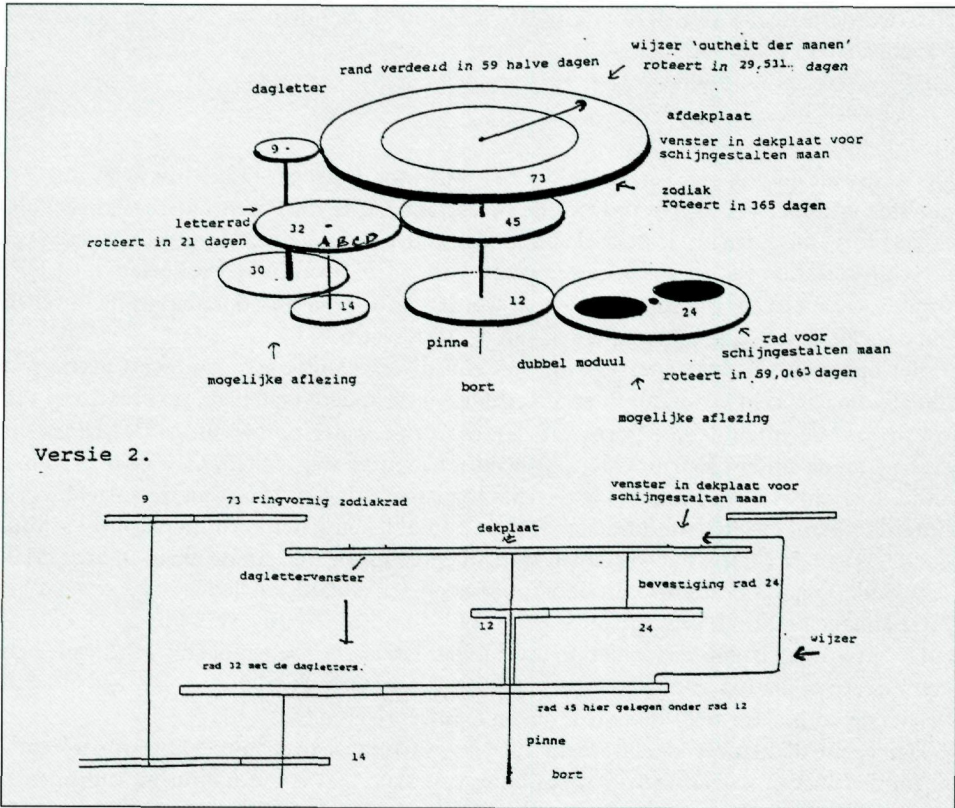 wijzer 'outheit der manen'
roteert in 29,531.. dagen
rand verdeeld in 59 halve dagen
dagletter
afdekplaat
venster in dekplaat voor
schijngestalten maan
9
73
zodiak
roteert in 365 dagen
letterrad
roteert in 21 dagen
32
45
A B C D
30
14
12
24
rad voor
schijngestalten maan
pinne
dubbel moduul
roteert in 59,063 dagen
mogelijke aflezing
bort
mogelijke aflezing
Versie 2.
venster in dekplaat voor
schijngestalten maan
9
73 ringvormig zodiakrad
dekplaat
daglettervenster
bevestiging rad 24
12
24
wijzer
rad 32 met de dagletters.
rad 45 hier gelegen onder rad 12
pinne
14
bort